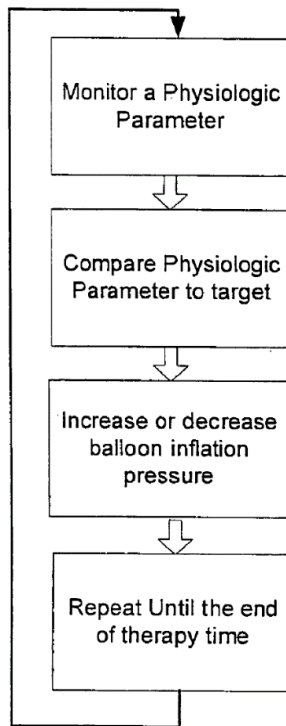 Monitor a Physiologic
Parameter
Compare Physiologic
Parameter to target
Increase or decrease
balloon inflation
pressure
Repeat Until the end
of therapy time